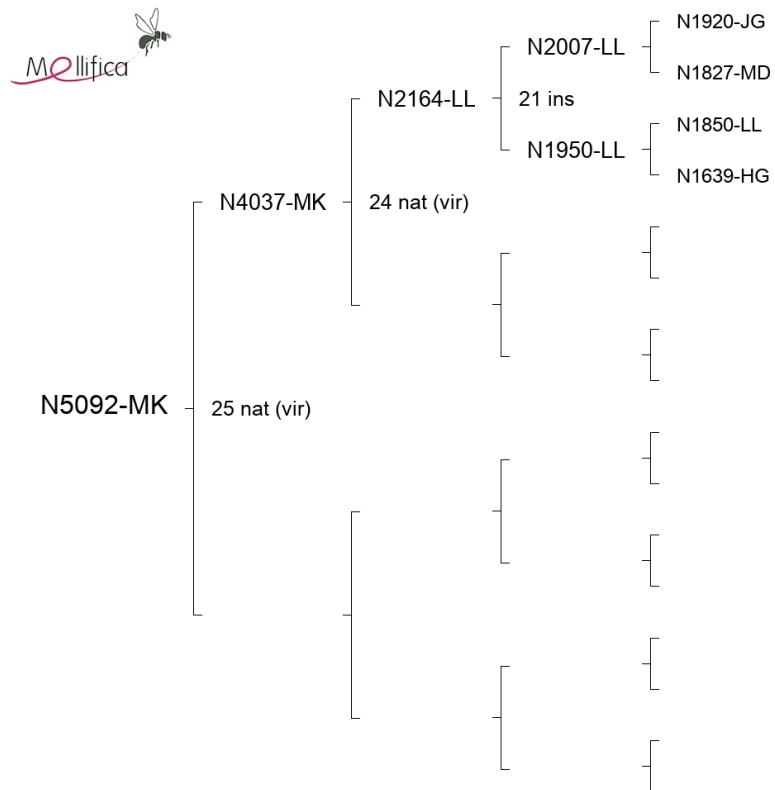 Mellifica
N1920-JG
N2007-LL
N1827-MD
N2164-LL
21 ins
N1850-LL
N1950-LL
N1639-HG
N4037-MK
24 nat (vir)
N5092-MK
25 nat (vir)